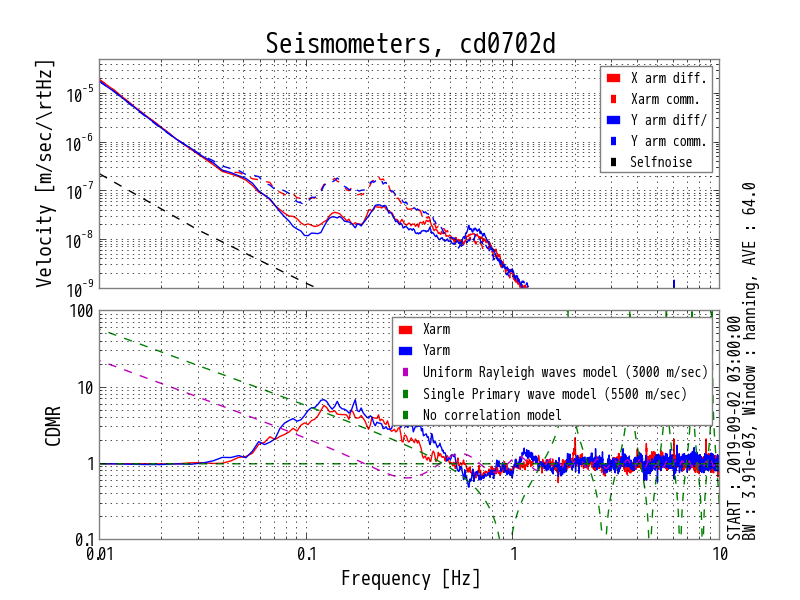 Seismometers, cd0702d
Velocity [m/sec/\rtHz]
10^-5
10^-6
10^-7
10^-8
10^-9
X arm diff.
Xarm comm.
Y arm diff/
Y arm comm.
Selfnoise
CDMR
100
10
1
0.1
Xarm
Yarm
Uniform Rayleigh waves model (3000 m/sec)
Single Primary wave model (5500 m/sec)
No correlation model
0.01 0.1 1 10
Frequency [Hz]
START : 2019-09-02 03:00:00
BW : 3.91e-03, Window : hanning, AVE : 64.0